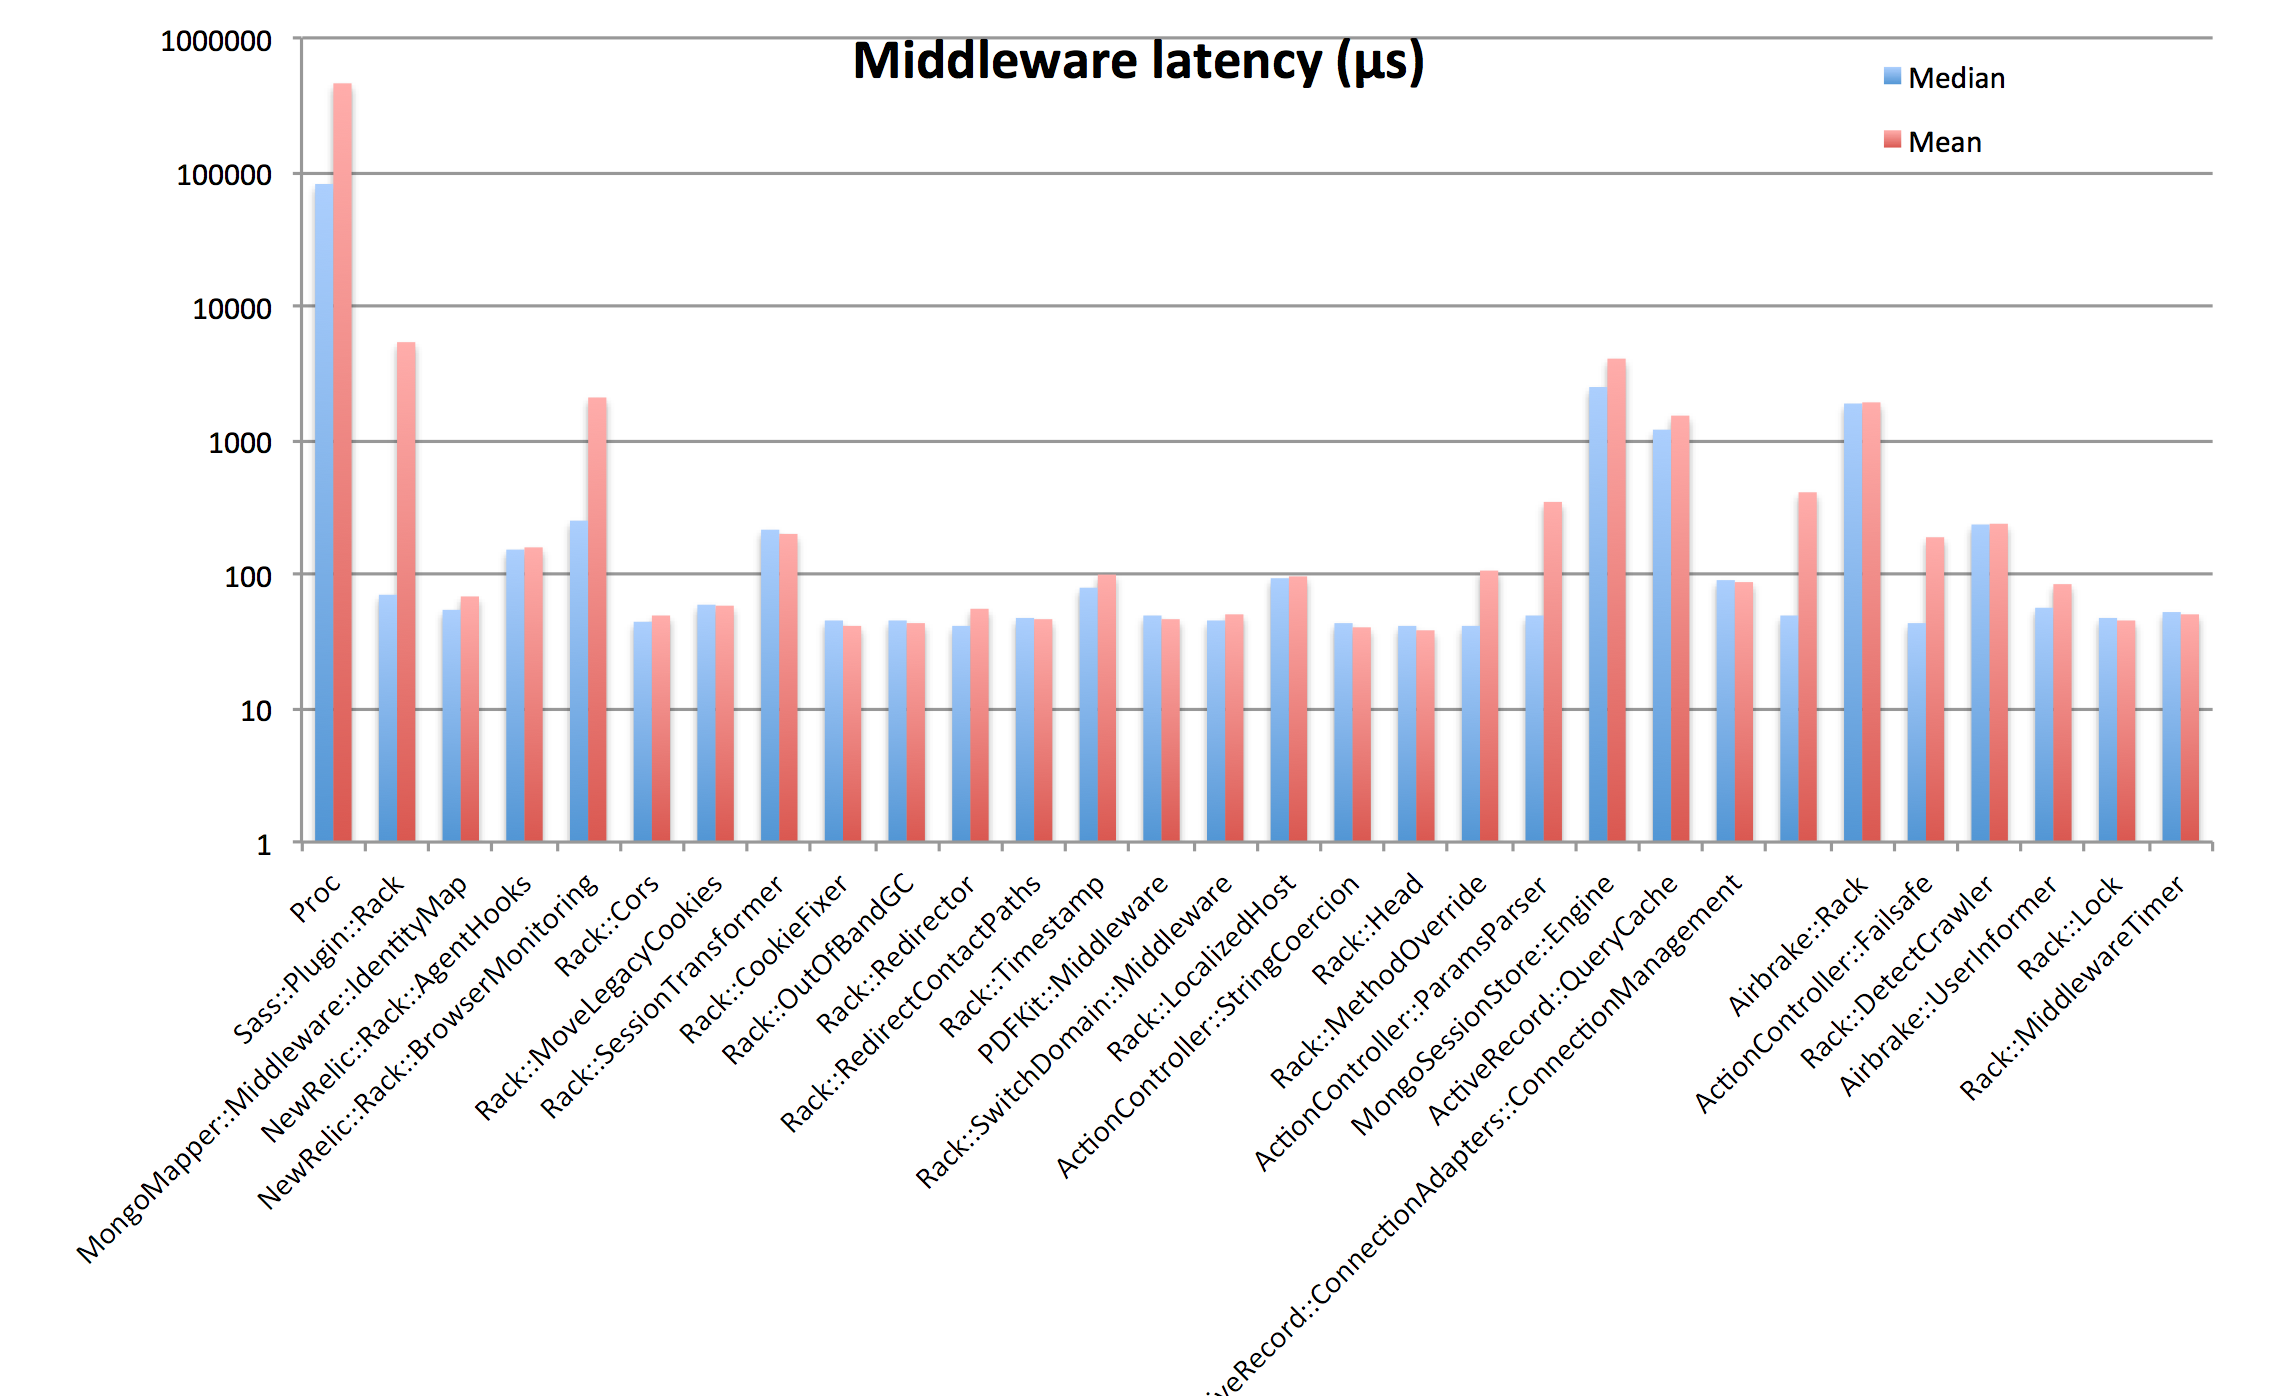 Middleware latency (µs)
Median
Mean
1000000
100000
10000
1000
100
10
1
Proc
Sass::Plugin::Rack
MongoMapper::Middleware::IdentityMap
NewRelic::Rack::AgentHooks
NewRelic::Rack::BrowserMonitoring
Rack::Cors
Rack::MoveLegacyCookies
Rack::SessionTransformer
Rack::CookieFixer
Rack::OutOfBandGC
Rack::Redirector
Rack::RedirectContactPaths
Rack::Timestamp
PDFKit::Middleware
Rack::SwitchDomain::Middleware
Rack::LocalizedHost
ActionController::StringCoercion
Rack::Head
Rack::MethodOverride
ActionController::ParamsParser
MongoSessionStore::Engine
ActiveRecord::QueryCache
iveRecord::ConnectionAdapters::ConnectionManagement
Airbrake::Rack
ActionController::Failsafe
Rack::DetectCrawler
Airbrake::UserInformer
Rack::Lock
Rack::MiddlewareTimer